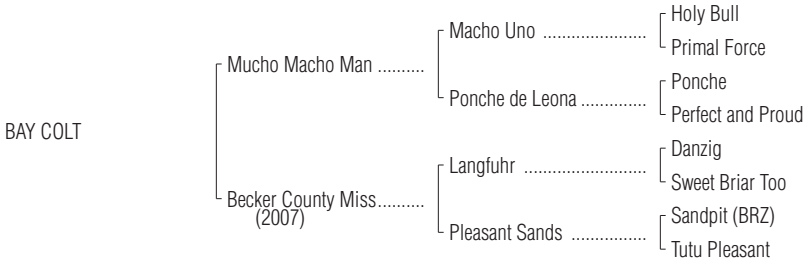 Holy Bull
Macho Uno ......................
Primal Force
Mucho Macho Man ..........
Ponche
Ponche de Leona ..............
Perfect and Proud
BAY COLT
Danzig
Langfuhr ..........................
Sweet Briar Too
Becker County Miss..........
(2007)
Sandpit (BRZ)
Pleasant Sands ................
Tutu Pleasant